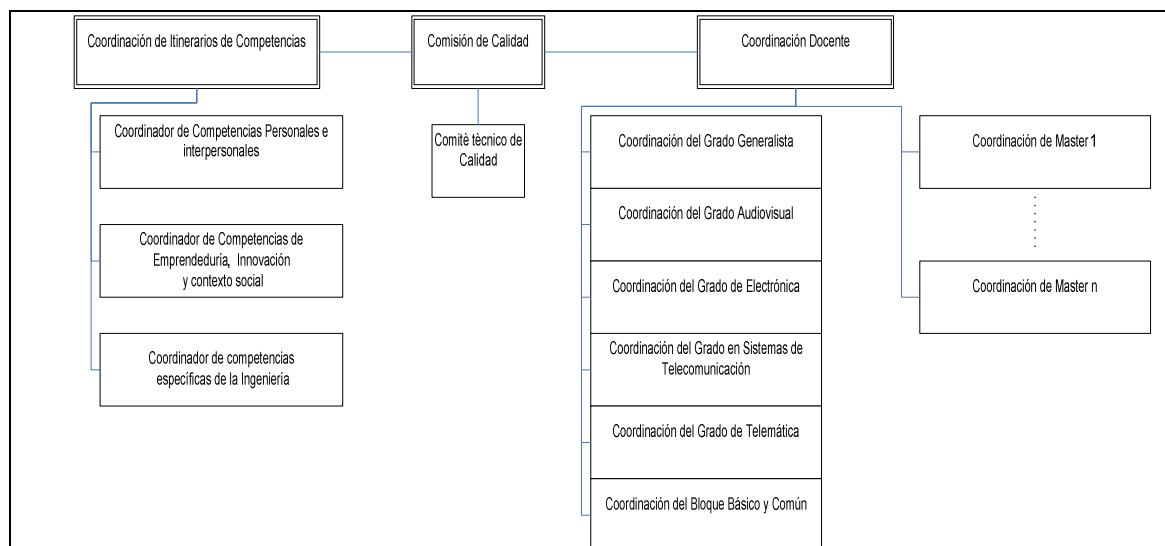 Coordinación de Itinerarios de Competencias
Comisión de Calidad
Coordinación Docente
Coordinador de Competencias Personales e
interpersonales
Coordinador de Competencias de
Emprendeduría, Innovación
y contexto social
Coordinador de competencias
específicas de la Ingeniería
Comitè tècnico de
Calidad
Coordinación del Grado Generalista
Coordinación del Grado Audiovisual
Coordinación del Grado de Electrónica
Coordinación del Grado en Sistemas de
Telecomunicación
Coordinación del Grado de Telemática
Coordinación del Bloque Básico y Común
Coordinación de Master 1
Coordinación de Master n